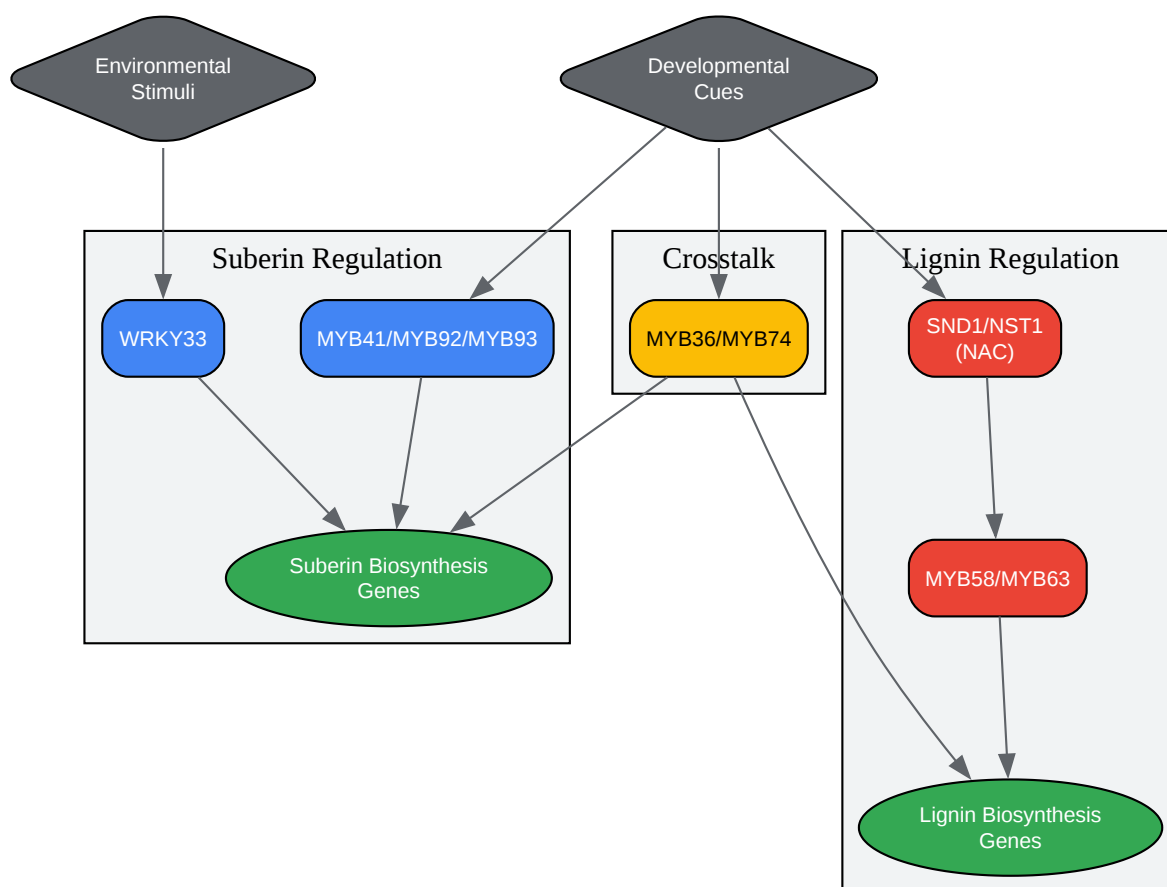 Environmental
Stimuli
Developmental
Cues
Suberin Regulation
Crosstalk
Lignin Regulation
WRKY33
MYB41/MYB92/MYB93
MYB36/MYB74
SND1/NST1
(NAC)
Suberin Biosynthesis
Genes
MYB58/MYB63
Lignin Biosynthesis
Genes